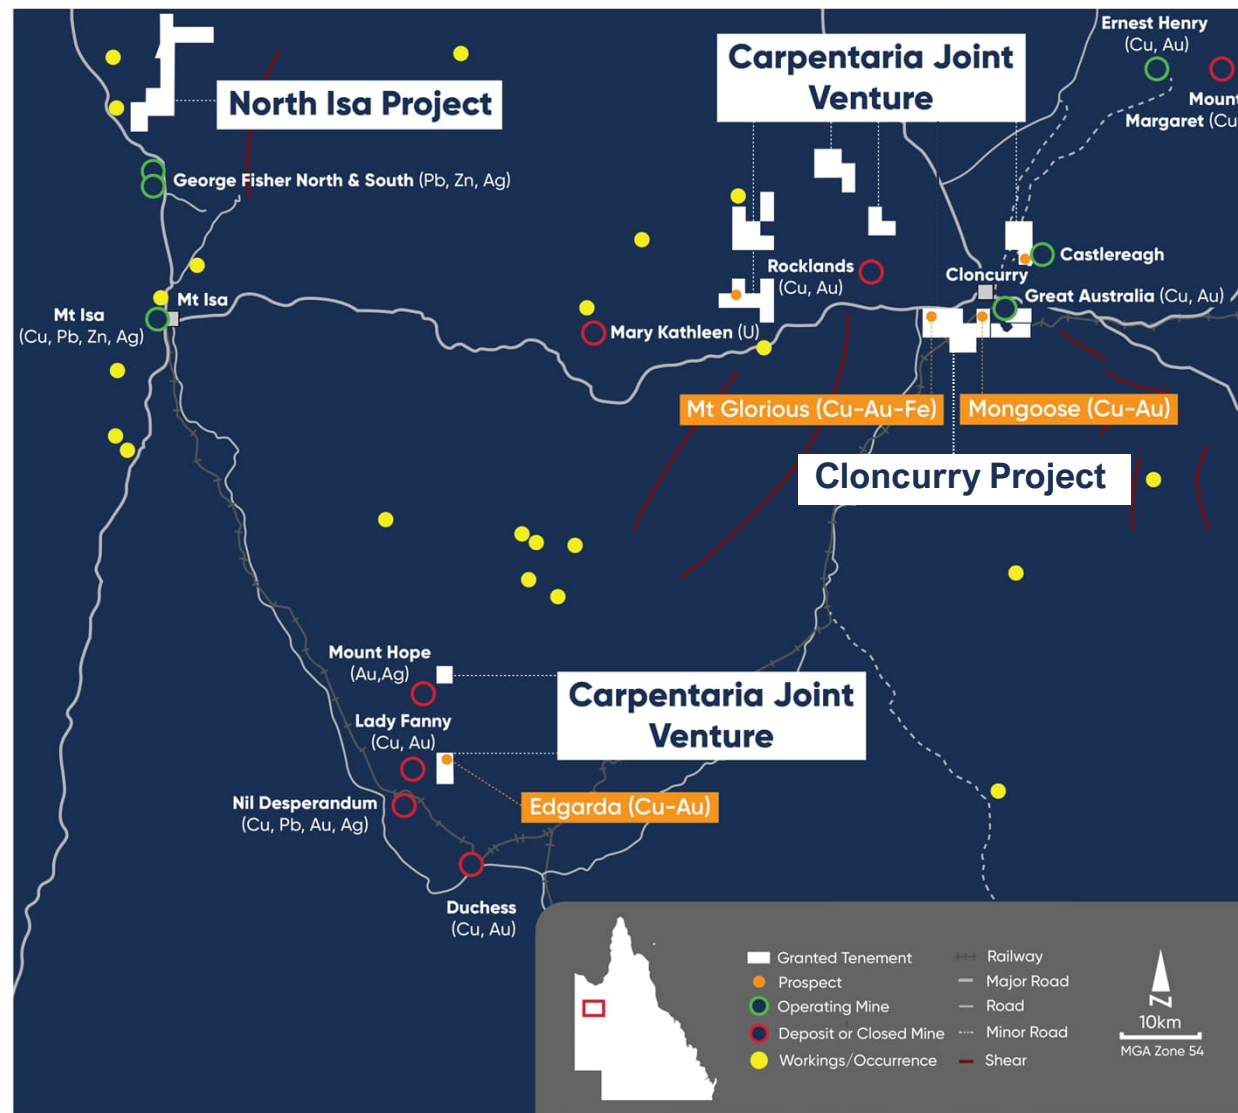 Ernest Henry
(Cu, Au)
Mount
Margaret (Cu
Carpentaria Joint
Venture
North Isa Project
George Fisher North & South (Pb, Zn, Ag)
Rocklands
(Cu, Au)
Castlereagh
Cloncurry
Great Australia (Cu, Au)
Mt Isa
Mt Isa
(Cu, Pb, Zn, Ag)
Mary Kathleen (U)
Mt Glorious (Cu-Au-Fe)
Mongoose (Cu-Au)
Cloncurry Project
Mount Hope
(Au,Ag)
Lady Fanny
(Cu, Au)
Carpentaria Joint
Venture
Nil Desperandum
(Cu, Pb, Au, Ag)
Edgarda (Cu-Au)
Duchess
(Cu, Au)
Granted Tenement
Prospect
Operating Mine
Deposit or Closed Mine
Workings/Occurrence
Railway
Major Road
Road
Minor Road
Shear
N
10km
MGA Zone 54